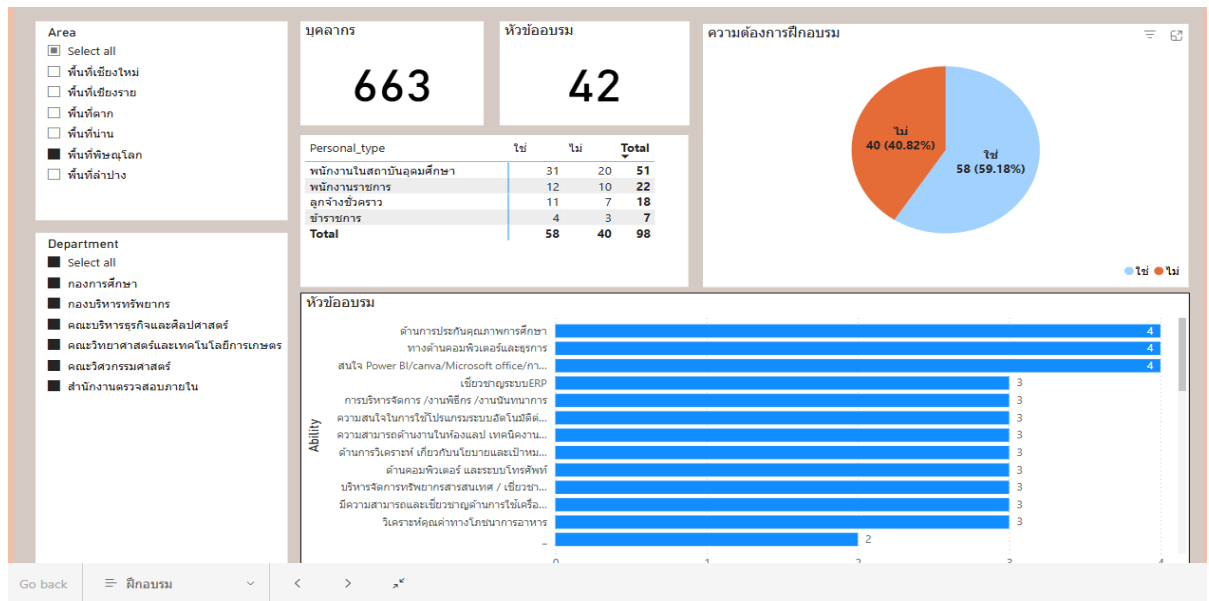 Area
Select all
พื้นที่เชียงใหม่
พื้นที่เชียงราย
พื้นที่ตาก
พื้นที่น่าน
พื้นที่พิษณุโลก
พื้นที่ลำปาง
Department
Select all
กองการศึกษา
กองบริหารทรัพยากร
คณะบริหารธุรกิจและศิลปศาสตร์
คณะวิทยาศาสตร์และเทคโนโลยีการเกษตร
คณะวิศวกรรมศาสตร์
สำนักงานตรวจสอบภายใน
บุคลากร
663
หัวข้ออบรม
42
Personal_type ใช่ ไม่ Total
พนักงานในสถาบันอุดมศึกษา 31 20 51
พนักงานราชการ 12 10 22
ลูกจ้างชั่วคราว 11 7 18
ข้าราชการ 4 3 7
Total 58 40 98
ความต้องการฝึกอบรม
ไม่
40 (40.82%)
ใช่
58 (59.18%)
ใช่ ไม่
หัวข้ออบรม
Ability
ด้านการประกันคุณภาพการศึกษา 4
ทางด้านคอมพิวเตอร์และธุรการ 4
สนใจ Power BI/canva/Microsoft office/กา... 4
เชี่ยวชาญระบบERP 3
การบริหารจัดการ /งานพิธีกร /งานนันทนาการ 3
ความสนใจในการใช้โปรแกรมระบบอัตโนมัติต่... 3
ความสามารถด้านงานในห้องแลป เทคนิคงาน... 3
ด้านการวิเคราะห์ เกี่ยวกับนโยบายและเป้าหม... 3
ด้านคอมพิวเตอร์ และระบบโทรศัพท์ 3
บริหารจัดการทรัพยากรสารสนเทศ / เชี่ยวชา... 3
มีความสามารถและเชี่ยวชาญด้านการใช้เครื่อ... 3
วิเคราะห์คุณค่าทางโภชนาการอาหาร 3
_ 2
0 1 2 3 4
Go back ฝึกอบรม